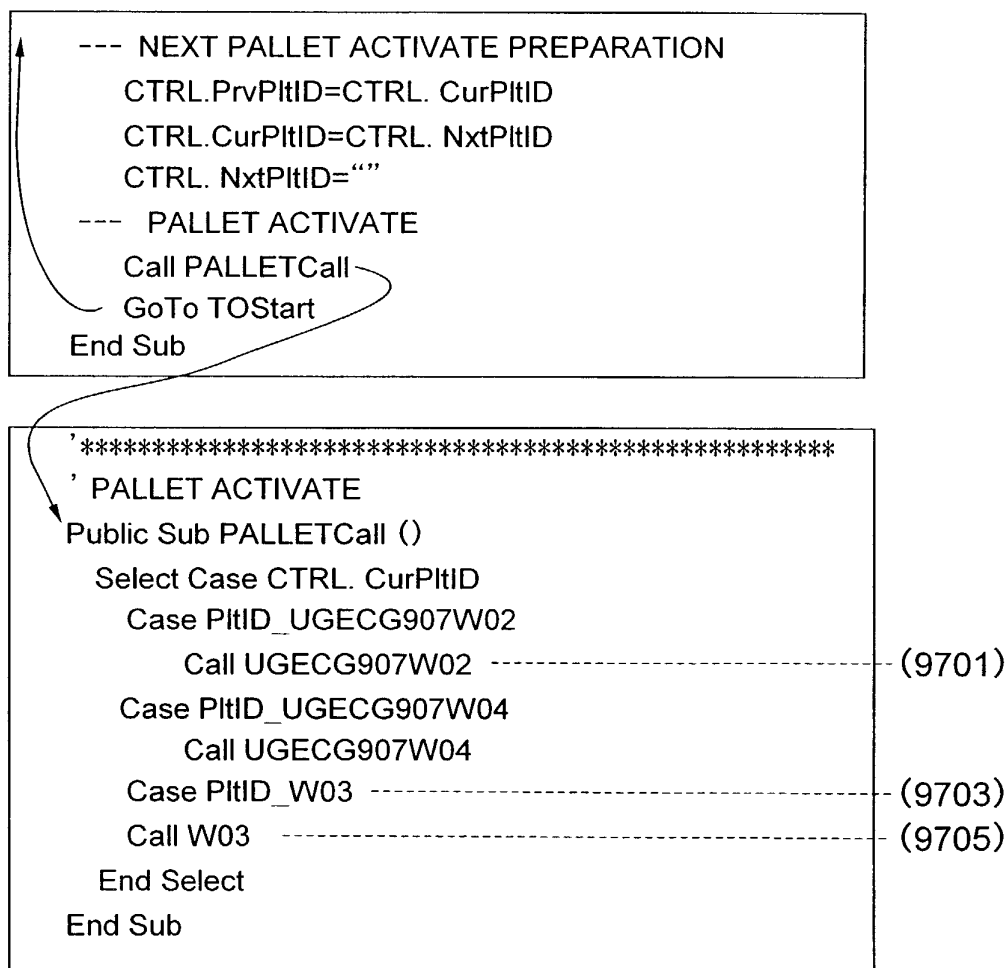 --- NEXT PALLET ACTIVATE PREPARATION
CTRL.PrvPltID=CTRL. CurPltID
CTRL.CurPltID=CTRL. NxtPltID
CTRL. NxtPltID=“”
--- PALLET ACTIVATE
Call PALLETCall
GoTo TOStart
End Sub
'*****************************************************
' PALLET ACTIVATE
Public Sub PALLETCall ()
Select Case CTRL. CurPltID
Case PltID_UGECG907W02
Call UGECG907W02 (9701)
Case PltID_UGECG907W04
Call UGECG907W04
Case PltID_W03 (9703)
Call W03 (9705)
End Select
End Sub